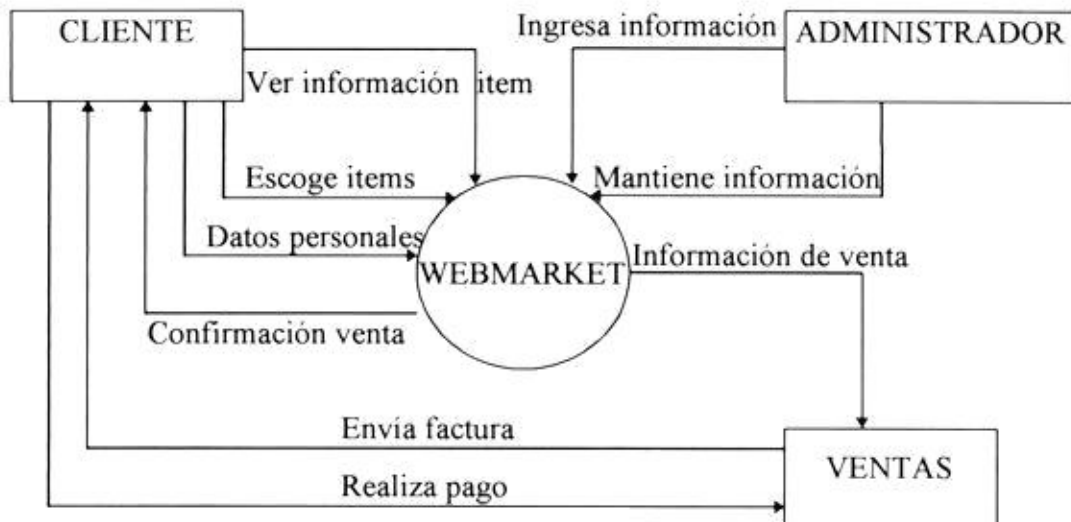 CLIENTE
Ingresa información
ADMINISTRADOR
Ver información item
Escoge items
Mantiene información
Datos personales
WEBMARKET
Información de venta
Confirmación venta
Envía factura
VENTAS
Realiza pago